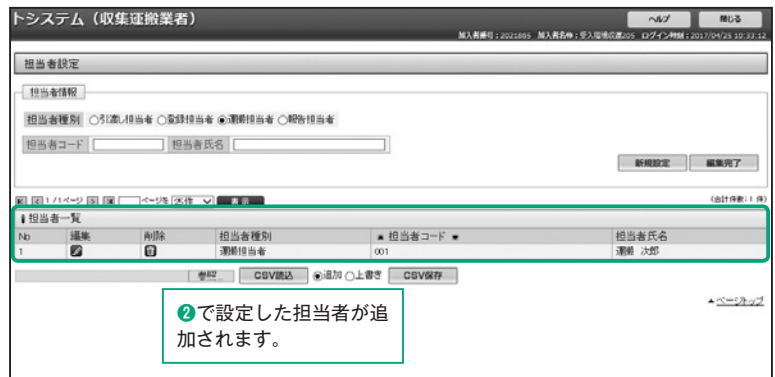 トシステム（収集運搬業者）
ヘルプ 閉じる
加入者番号：2021865 加入者名称：受入環境収運205 ログイン時刻：2017/04/25 10:33:12
担当者設定
担当者情報
担当者種別 ○引渡し担当者 ○登録担当者 ◉運搬担当者 ○報告担当者
担当者コード 担当者氏名
新規設定 編集完了
1 / 1ページ ページを 25件 表示 (合計件数：1 件)
担当者一覧
No 編集 削除 担当者種別 ▲ 担当者コード ▼ 担当者氏名
1 運搬担当者 001 運搬 次郎
参照... CSV読込 ◉追加 ○上書き CSV保存
▲ページトップ
❷で設定した担当者が追
加されます。